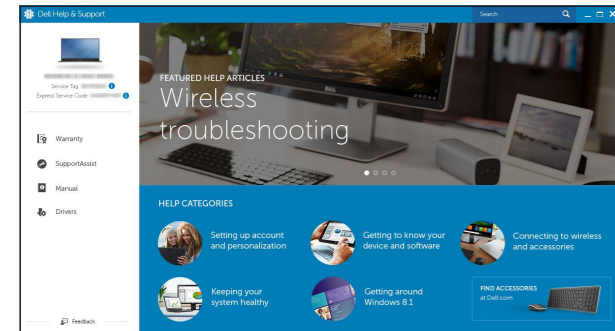 Dell Help & Support
Search
Service Tag
Express Service Code
Warranty
SupportAssist
Manual
Drivers
Feedback
FEATURED HELP ARTICLES
Wireless
troubleshooting
HELP CATEGORIES
Setting up account
and personalization
Getting to know your
device and software
Connecting to wireless
and accessories
Keeping your
system healthy
Getting around
Windows 8.1
FIND ACCESSORIES
at Dell.com